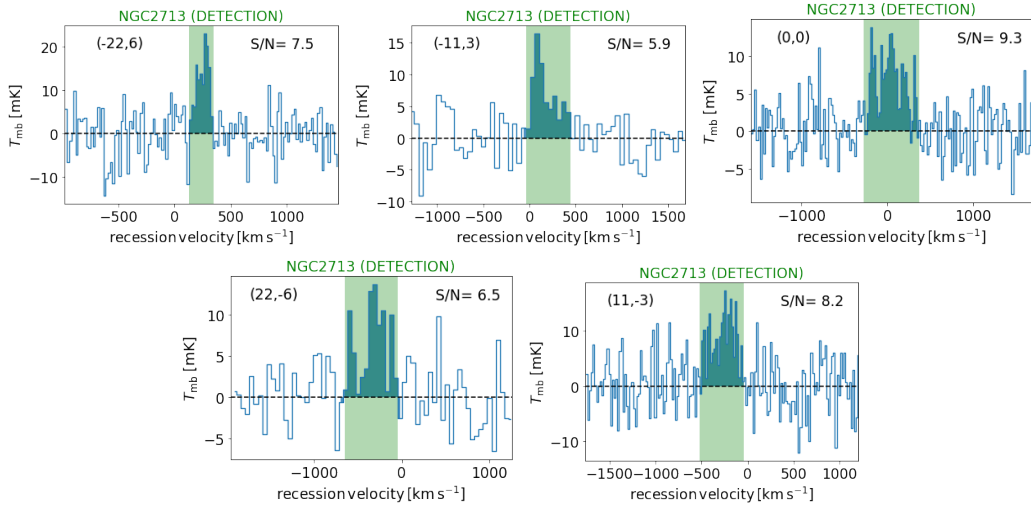 NGC2713 (DETECTION)
(-22,6)
S/N= 7.5
20
10
0
−10
T_mb [mK]
−500
0
500
1000
recession velocity [km s⁻¹]
NGC2713 (DETECTION)
(-11,3)
S/N= 5.9
15
10
5
0
−5
−10
T_mb [mK]
−1000
−500
0
500
1000
1500
recession velocity [km s⁻¹]
NGC2713 (DETECTION)
(0,0)
S/N= 9.3
10
5
0
−5
T_mb [mK]
−1000
0
1000
recession velocity [km s⁻¹]
NGC2713 (DETECTION)
(22,-6)
S/N= 6.5
10
5
0
−5
T_mb [mK]
−1000
0
1000
recession velocity [km s⁻¹]
NGC2713 (DETECTION)
(11,-3)
S/N= 8.2
10
0
−10
T_mb [mK]
−1500
−1000
−500
0
500
1000
recession velocity [km s⁻¹]